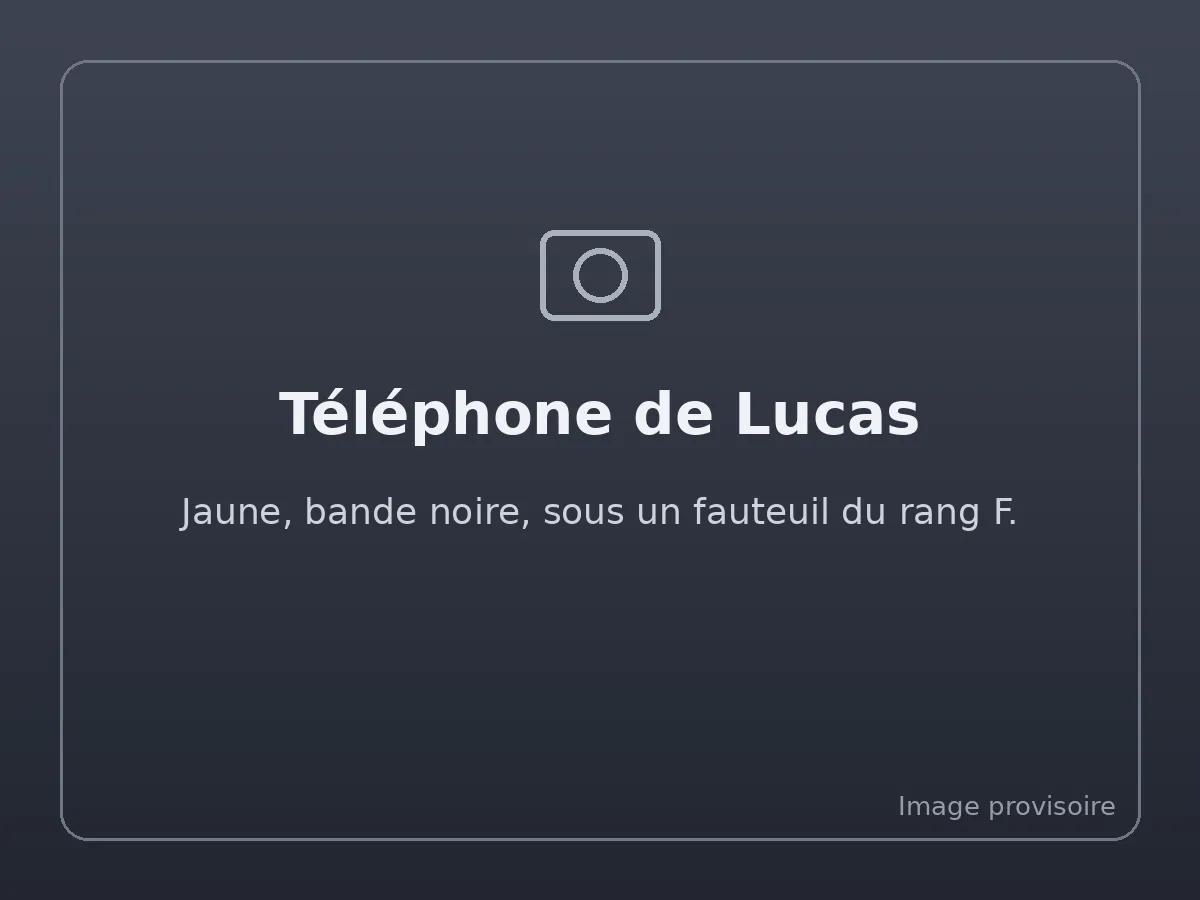 Téléphone de Lucas
Jaune, bande noire, sous un fauteuil du rang F.
Image provisoire